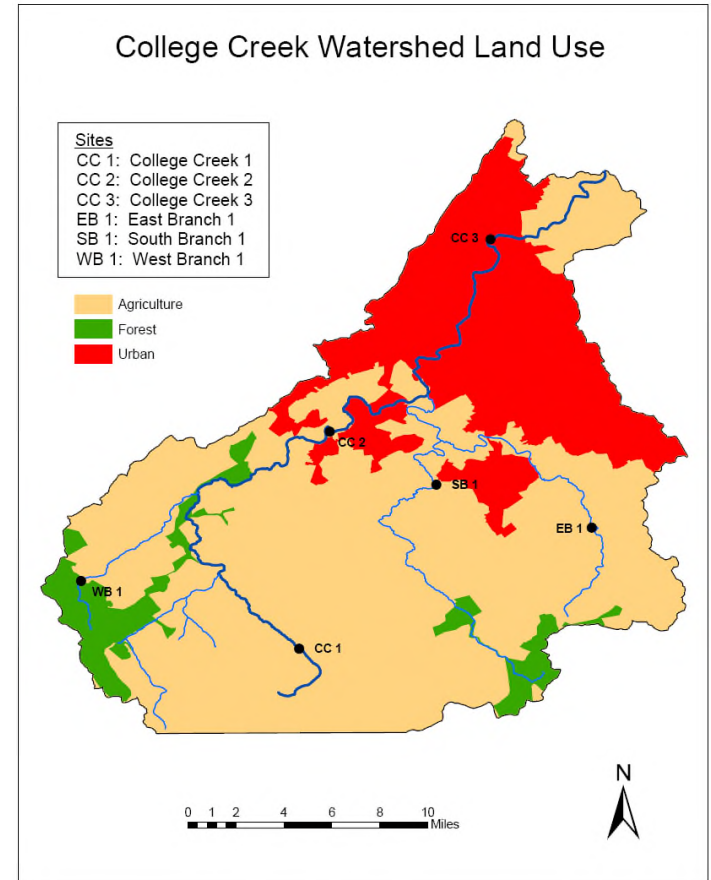 College Creek Watershed Land Use
Sites
CC 1: College Creek 1
CC 2: College Creek 2
CC 3: College Creek 3
EB 1: East Branch 1
SB 1: South Branch 1
WB 1: West Branch 1
Agriculture
Forest
Urban
CC 3
CC 2
SB 1
EB 1
WB 1
CC 1
N
0 1 2 4 6 8 10
Miles